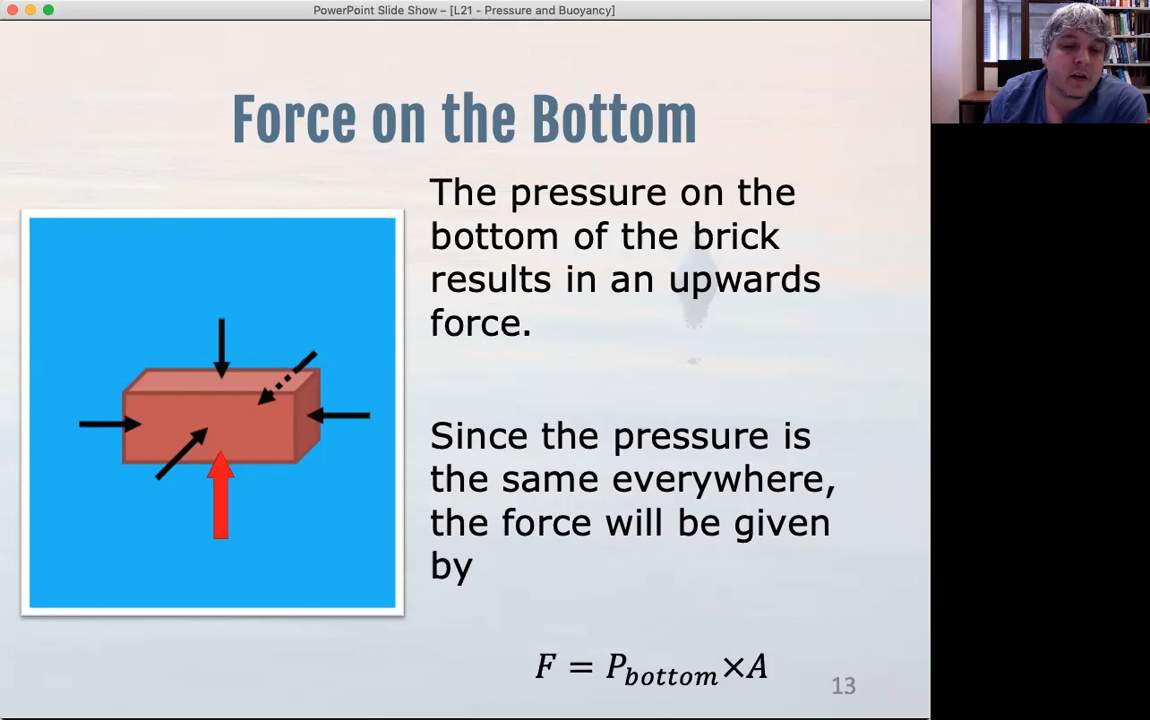 PowerPoint Slide Show – [L21 - Pressure and Buoyancy]
Force on the Bottom
The pressure on the
bottom of the brick
results in an upwards
force.
Since the pressure is
the same everywhere,
the force will be given
by
F = P_{bottom}×A
13